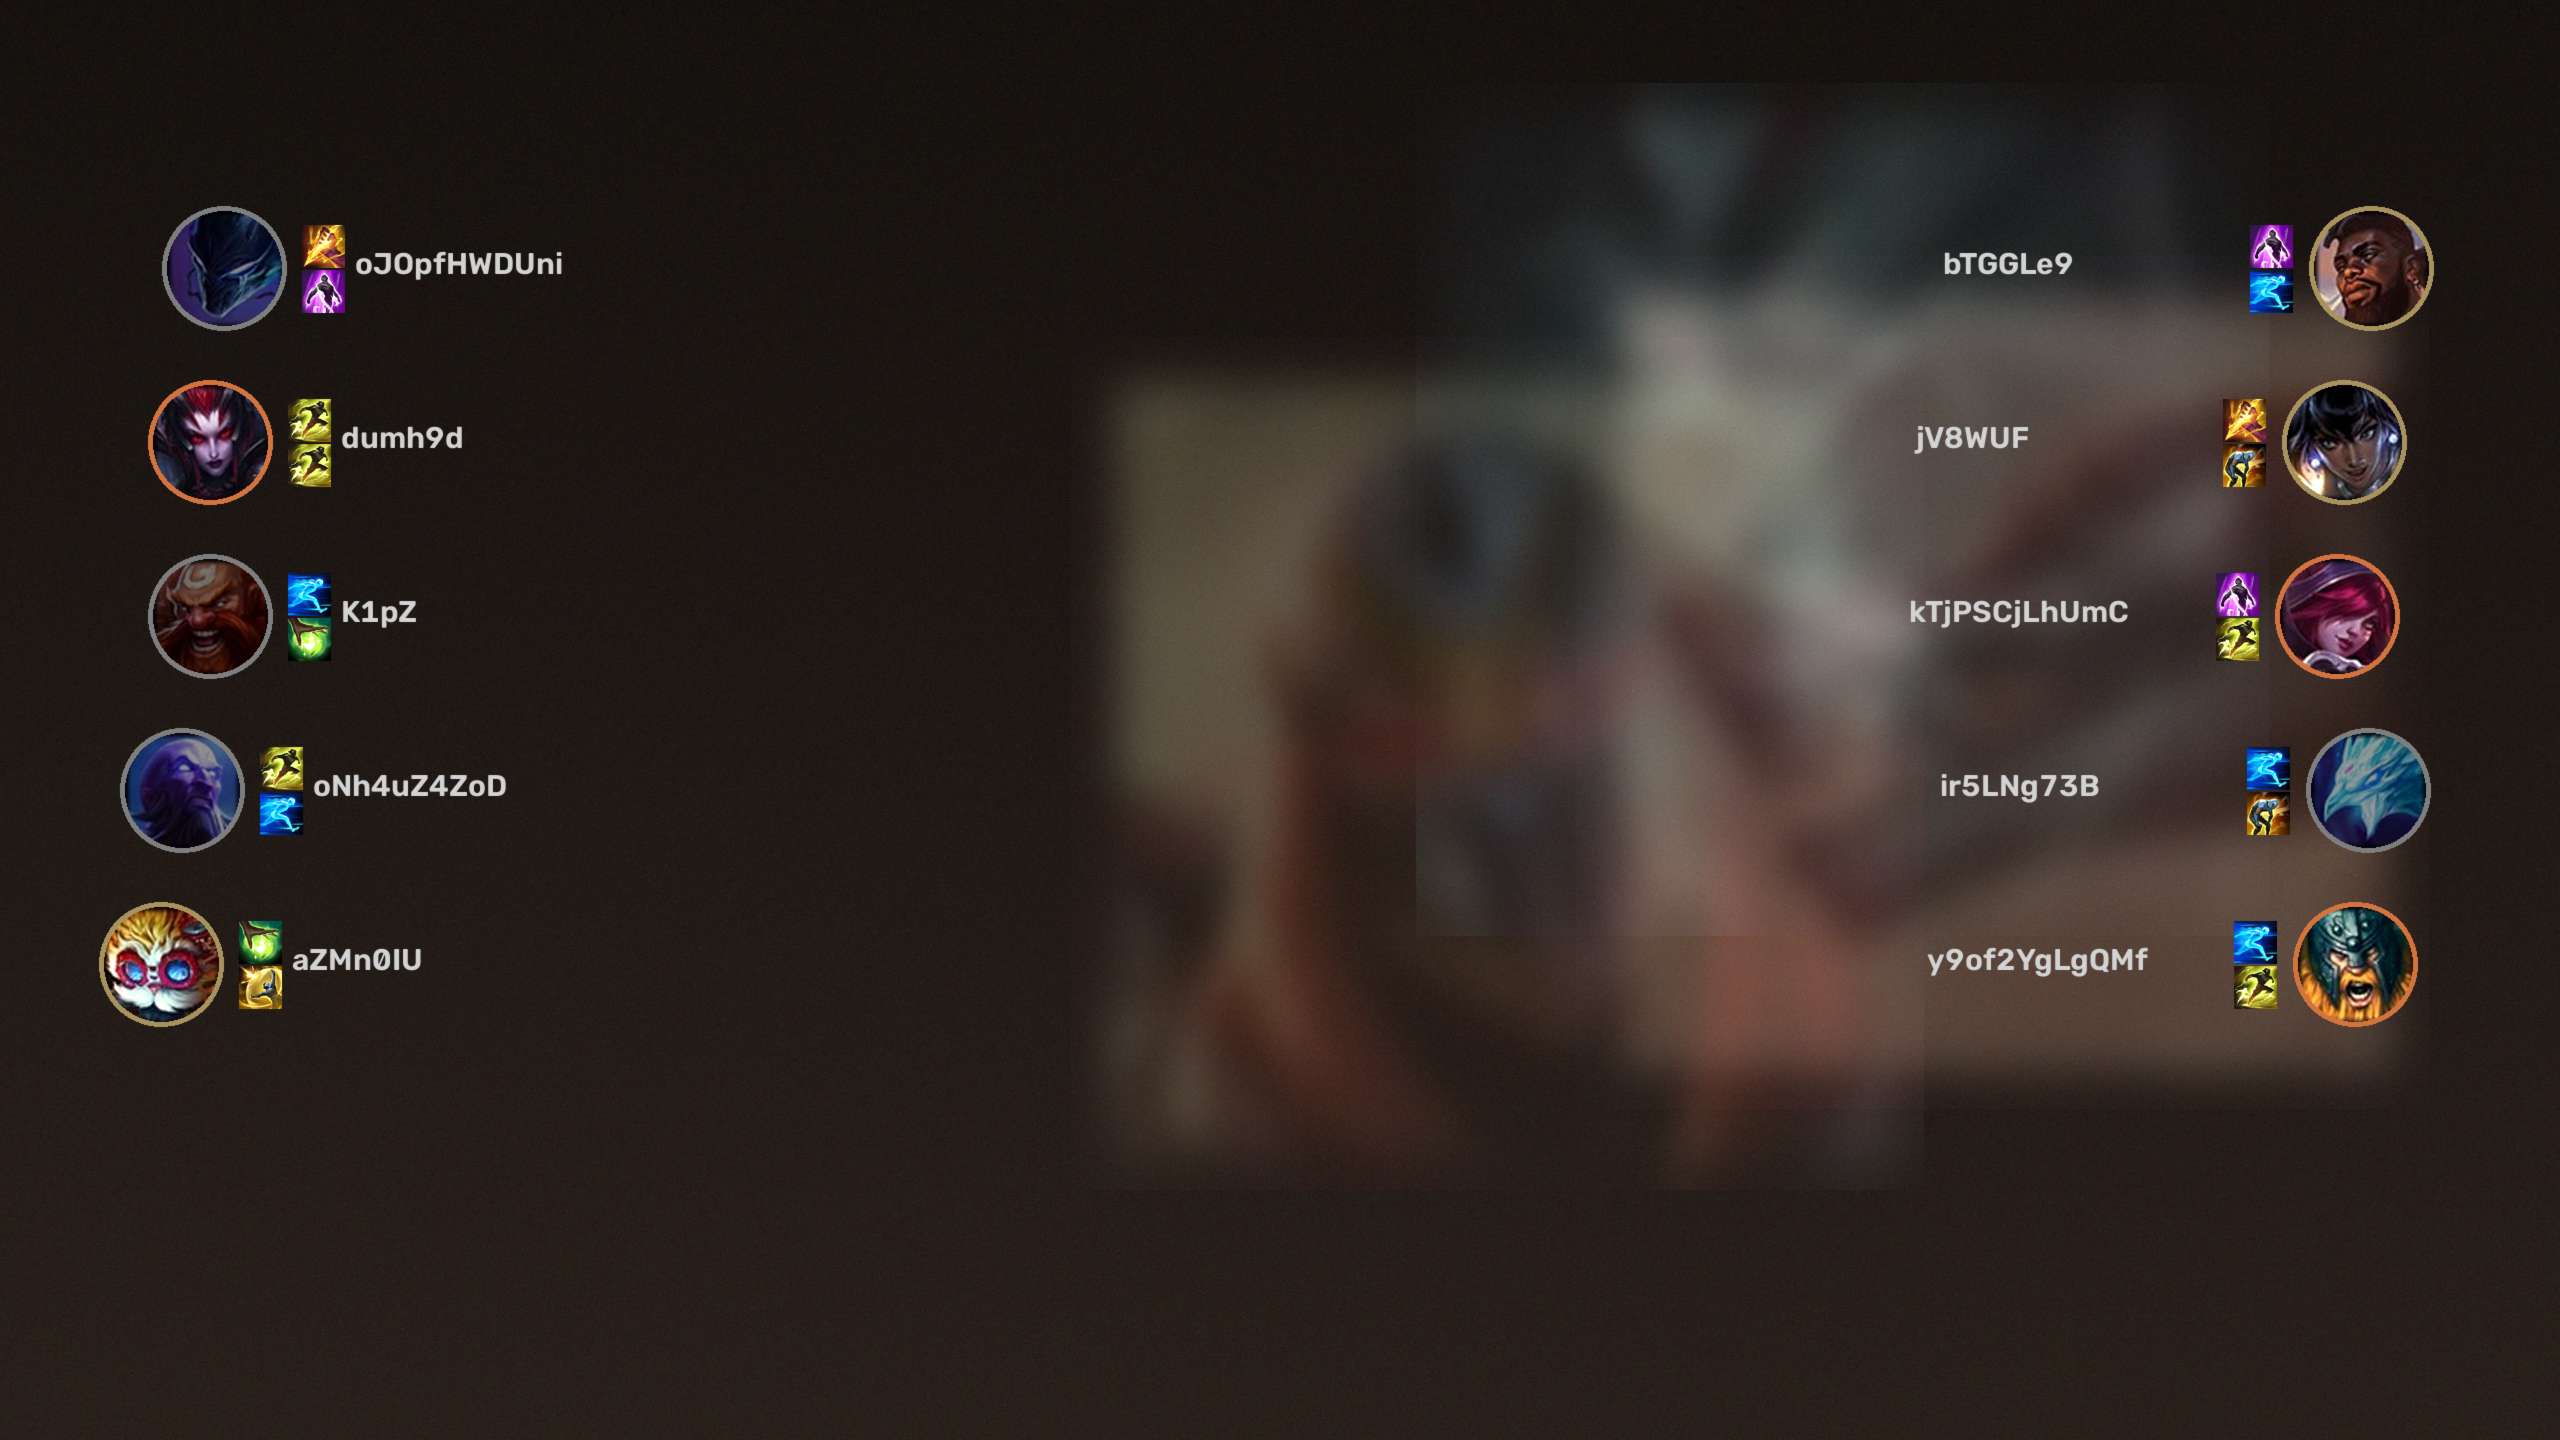 oJOpfHWDUni
dumh9d
K1pZ
oNh4uZ4ZoD
aZMn0IU
bTGGLe9
jV8WUF
kTjPSCjLhUmC
ir5LNg73B
y9of2YgLgQMf